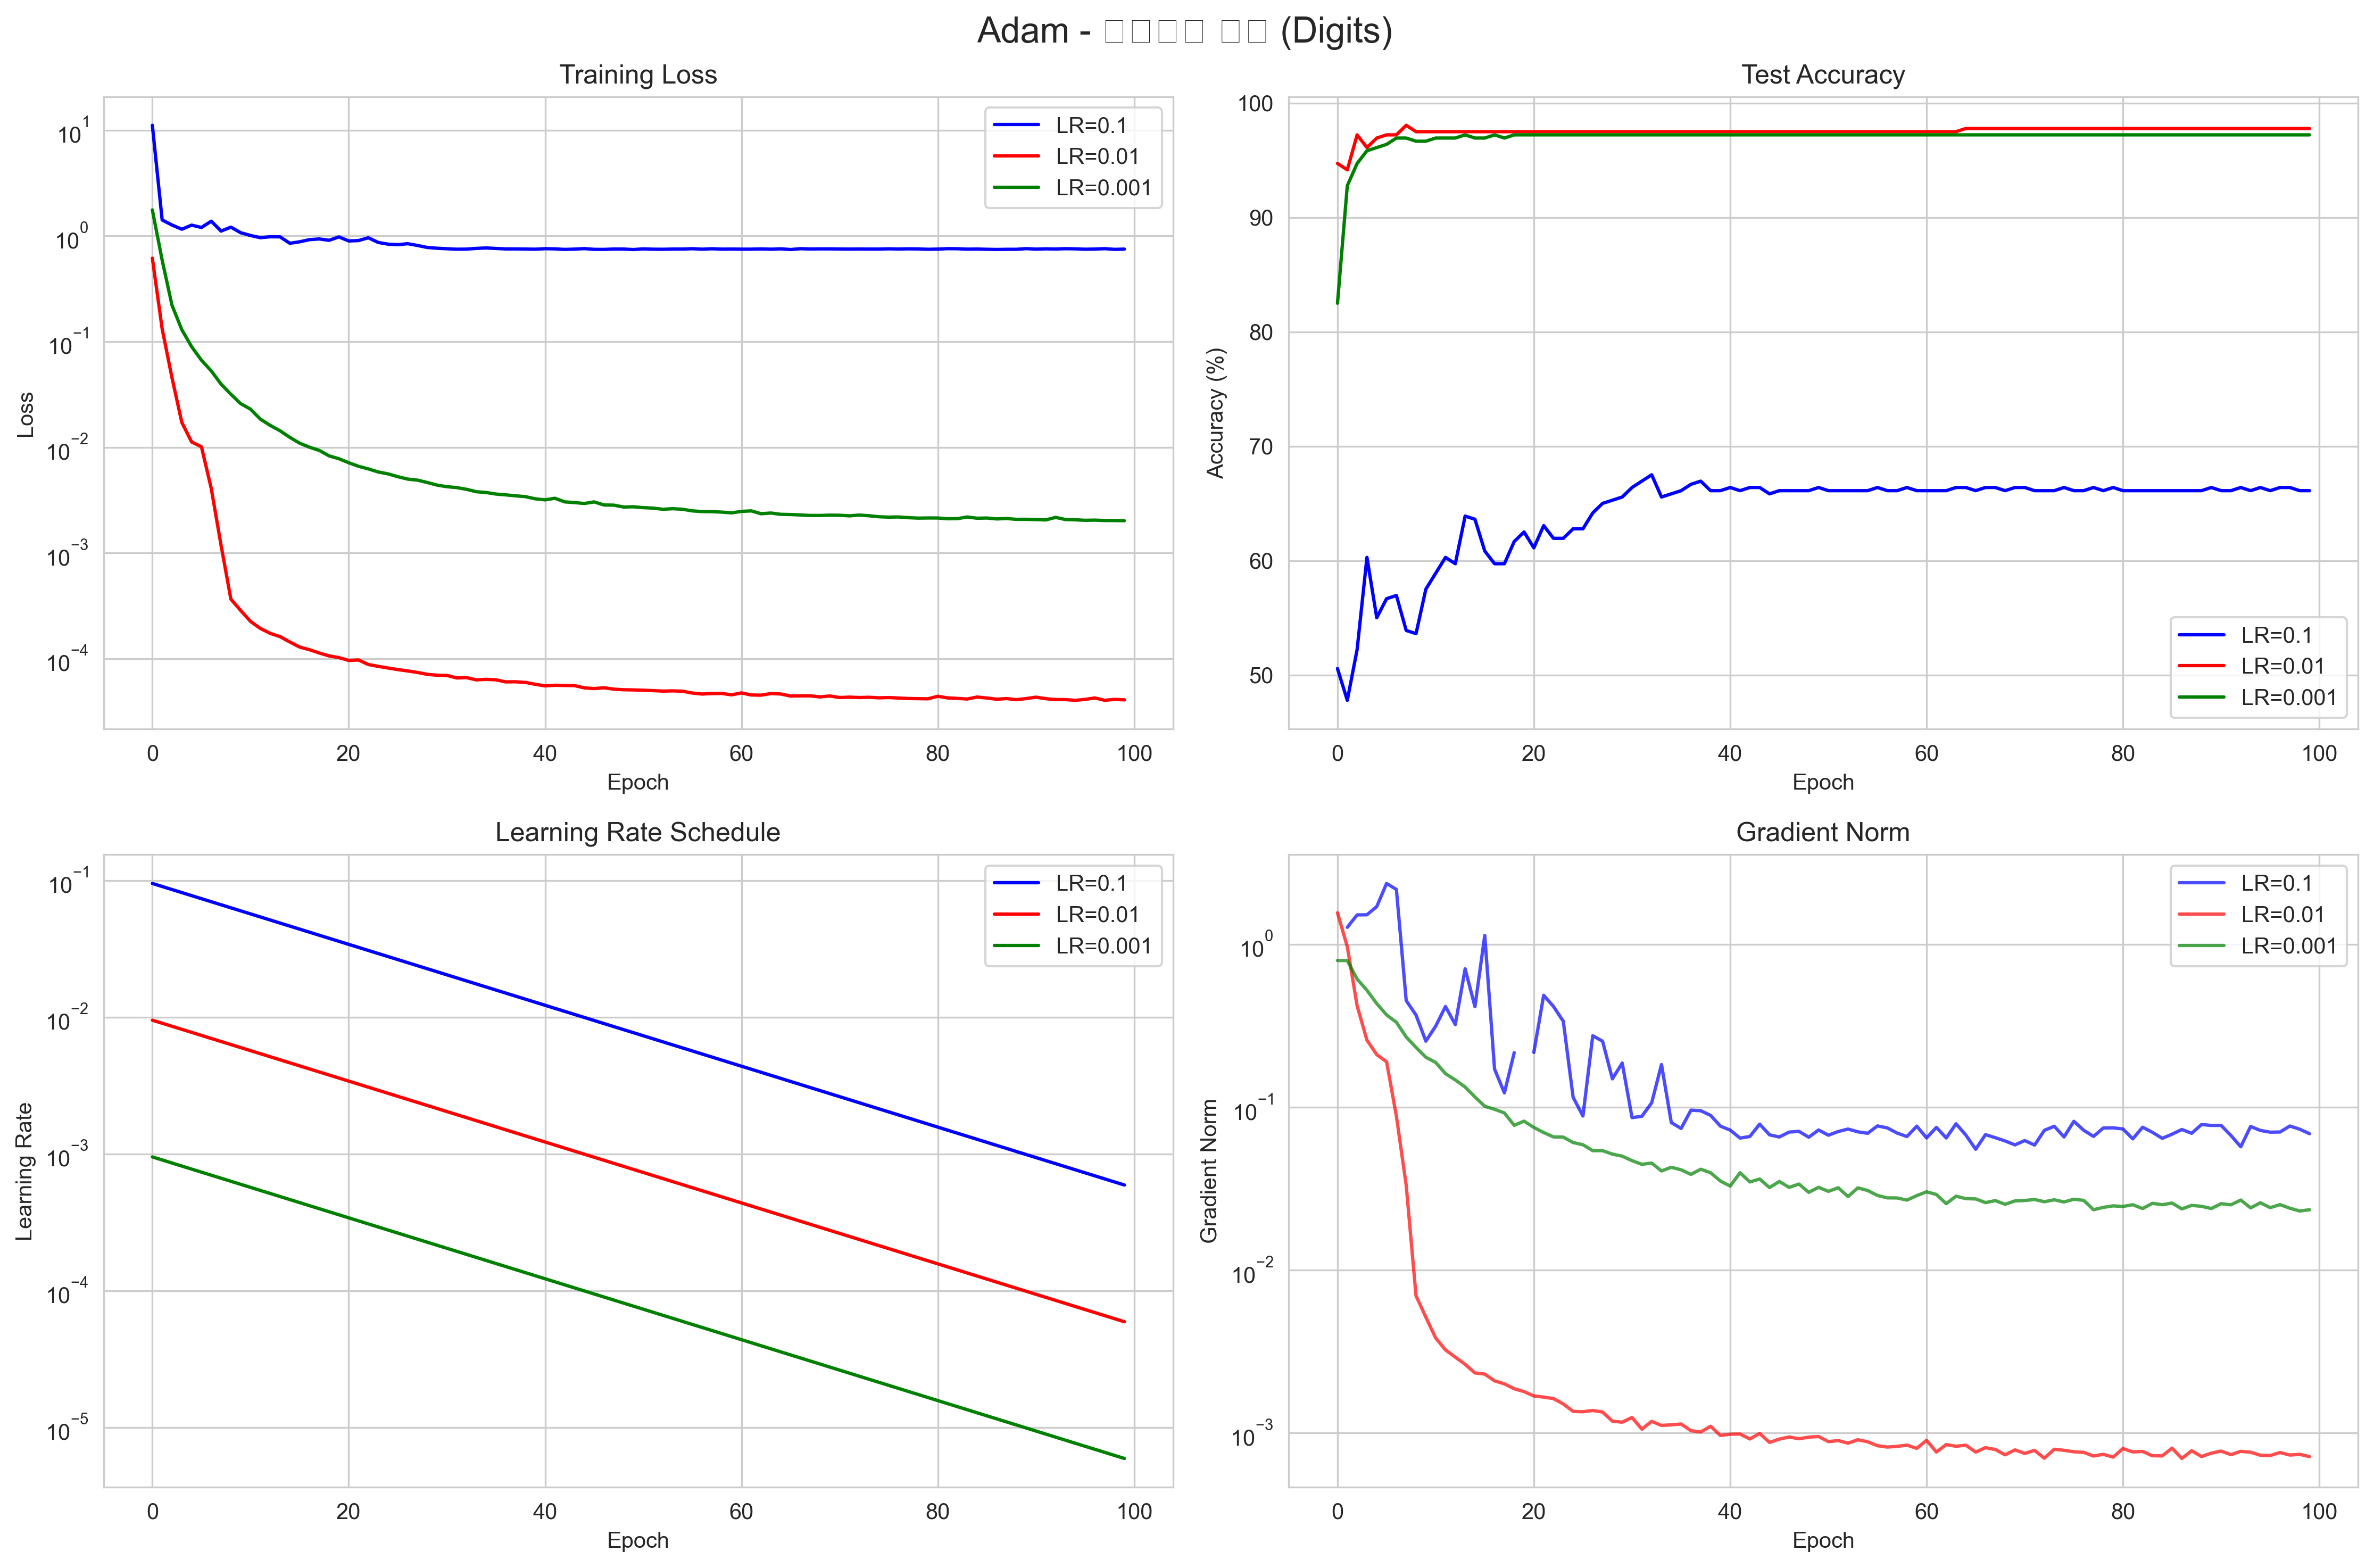 Adam - □□□□ □□ (Digits)
Training Loss
10^1
10^0
10^−1
10^−2
10^−3
10^−4
Loss
0 20 40 60 80 100
Epoch
LR=0.1
LR=0.01
LR=0.001
Test Accuracy
100
90
80
70
60
50
Accuracy (%)
0 20 40 60 80 100
Epoch
LR=0.1
LR=0.01
LR=0.001
Learning Rate Schedule
10^−1
10^−2
10^−3
10^−4
10^−5
Learning Rate
0 20 40 60 80 100
Epoch
LR=0.1
LR=0.01
LR=0.001
Gradient Norm
10^0
10^−1
10^−2
10^−3
Gradient Norm
0 20 40 60 80 100
Epoch
LR=0.1
LR=0.01
LR=0.001